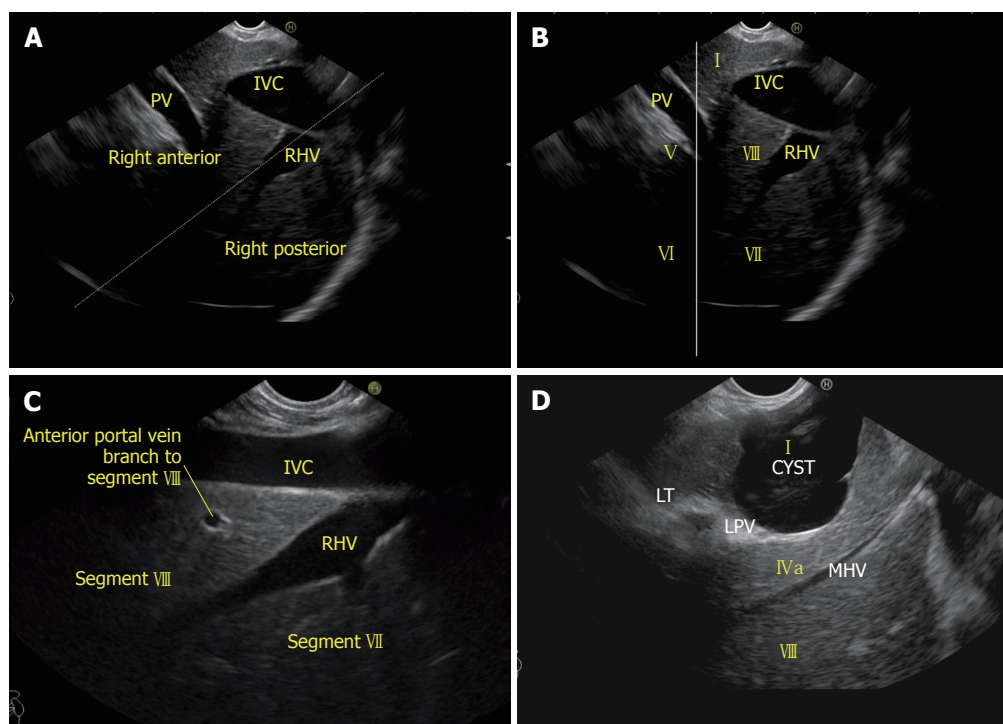 A
IVC
PV
Right anterior
RHV
Right posterior
B
I
IVC
PV
V
Ⅷ
RHV
Ⅵ
Ⅶ
C
Anterior portal vein
branch to
segment Ⅷ
IVC
RHV
Segment Ⅷ
Segment Ⅶ
D
H
I
CYST
LT
LPV
Ⅳa
MHV
Ⅷ